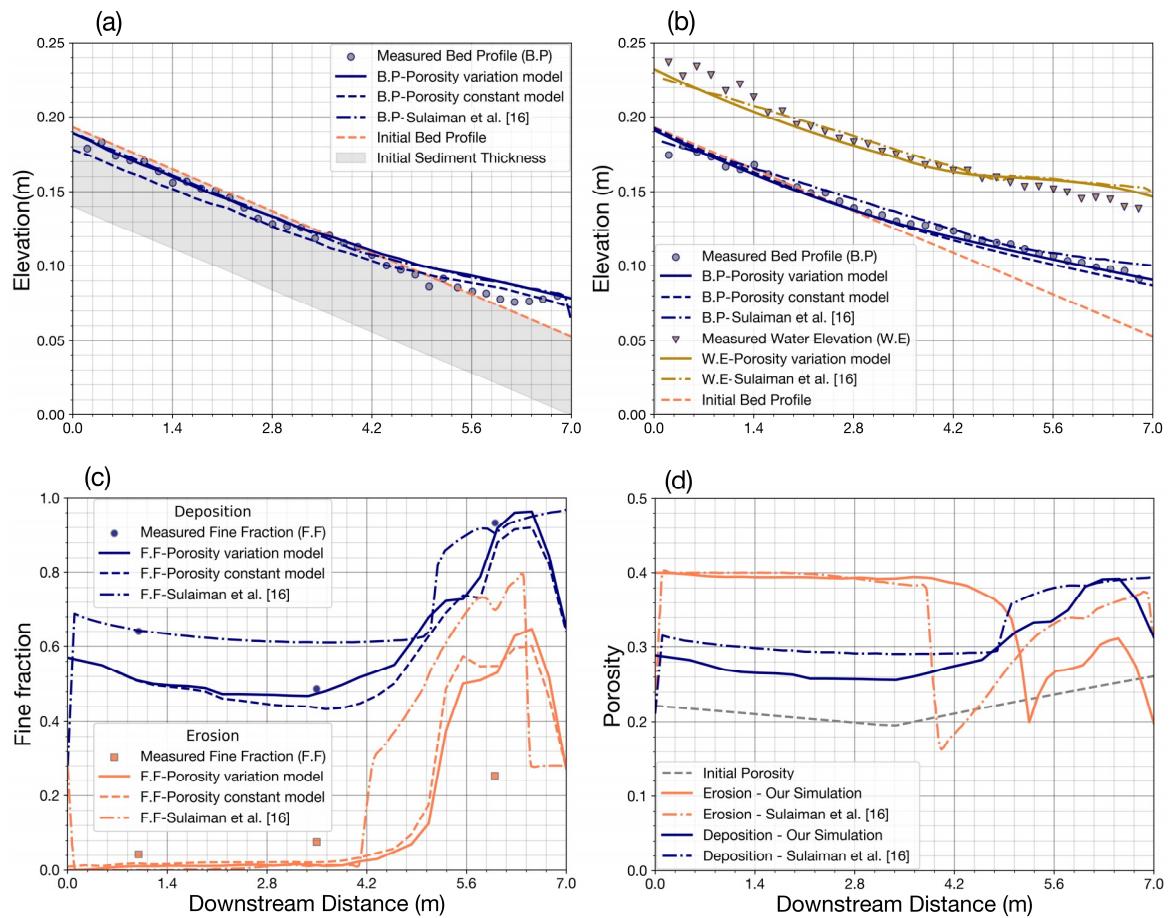 (a)
0.25
0.20
0.15
0.10
0.05
0.00
Elevation(m)
0.0 1.4 2.8 4.2 5.6 7.0
Measured Bed Profile (B.P)
B.P-Porosity variation model
B.P-Porosity constant model
B.P-Sulaiman et al. [16]
Initial Bed Profile
Initial Sediment Thickness
(b)
0.25
0.20
0.15
0.10
0.05
0.00
Elevation (m)
0.0 1.4 2.8 4.2 5.6 7.0
Measured Bed Profile (B.P)
B.P-Porosity variation model
B.P-Porosity constant model
B.P-Sulaiman et al. [16]
Measured Water Elevation (W.E)
W.E-Porosity variation model
W.E-Sulaiman et al. [16]
Initial Bed Profile
(c)
1.0
0.8
0.6
0.4
0.2
0.0
Fine fraction
Deposition
Measured Fine Fraction (F.F)
F.F-Porosity variation model
F.F-Porosity constant model
F.F-Sulaiman et al. [16]
Erosion
Measured Fine Fraction (F.F)
F.F-Porosity variation model
F.F-Porosity constant model
F.F-Sulaiman et al. [16]
0.0 1.4 2.8 4.2 5.6 7.0
Downstream Distance (m)
(d)
0.5
0.4
0.3
0.2
0.1
0.0
Porosity
Initial Porosity
Erosion - Our Simulation
Erosion - Sulaiman et al. [16]
Deposition - Our Simulation
Deposition - Sulaiman et al. [16]
0.0 1.4 2.8 4.2 5.6 7.0
Downstream Distance (m)